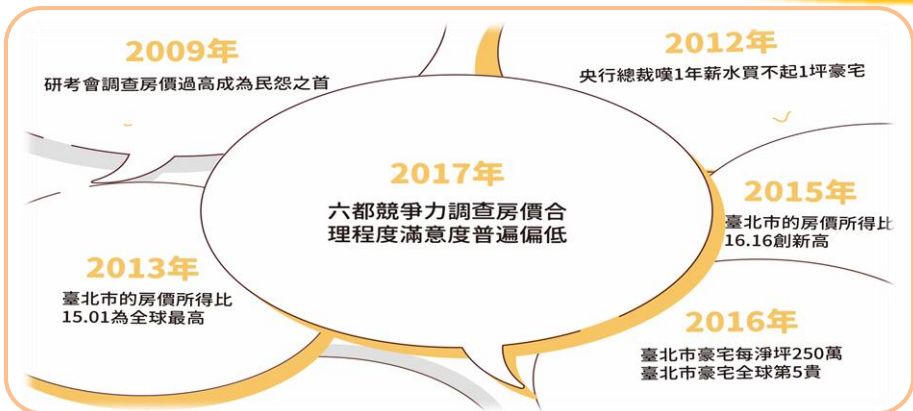 2009年
研考會調查房價過高成為民怨之首
2012年
央行總裁嘆1年薪水買不起1坪豪宅
2017年
六都競爭力調查房價合
理程度滿意度普遍偏低
2015年
臺北市的房價所得比
16.16創新高
2013年
臺北市的房價所得比
15.01為全球最高
2016年
臺北市豪宅每淨坪250萬
臺北市豪宅全球第5貴